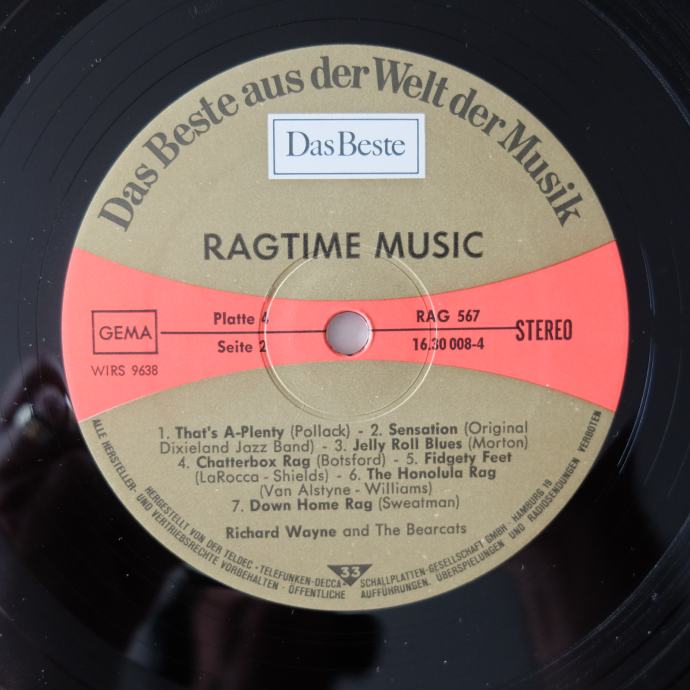 Das Beste aus der Welt der Musik
Das Beste
RAGTIME MUSIC
GEMA
Platte 4
RAG 567
STEREO
Seite 2
16.30 008-4
WIRS 9638
1. That's A-Plenty (Pollack) - 2. Sensation (Original
Dixieland Jazz Band) - 3. Jelly Roll Blues (Morton)
4. Chatterbox Rag (Botsford) - 5. Fidgety Feet
(LaRocca - Shields) - 6. The Honolula Rag
(Van Alstyne - Williams)
7. Down Home Rag (Sweatman)
Richard Wayne and The Bearcats
33
HERGESTELLT VON DER TELDEC - TELEFUNKEN-DECCA- SCHALLPLATTEN-GESELLSCHAFT GMBH - HAMBURG 19
ALLE HERSTELLER- UND VERTRIEBSRECHTE VORBEHALTEN - ÖFFENTLICHE AUFFÜHRUNGEN, ÜBERSPIELUNGEN UND RADIOSENDUNGEN VERBOTEN